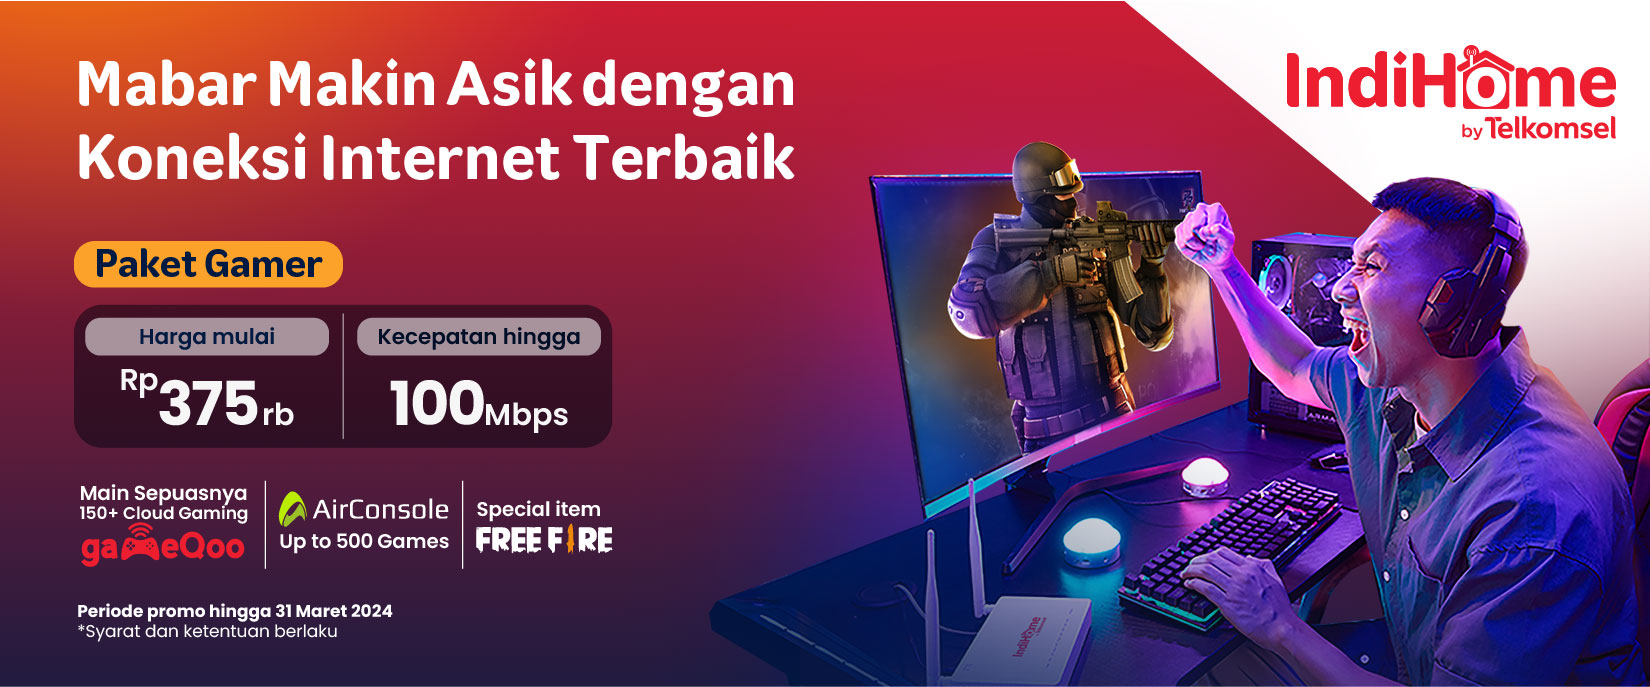 Mabar Makin Asik dengan
Koneksi Internet Terbaik
IndiHome
by Telkomsel
Paket Gamer
Harga mulai
Rp375rb
Kecepatan hingga
100Mbps
Main Sepuasnya
150+ Cloud Gaming
gameQoo
AirConsole
Up to 500 Games
Special item
FREE FIRE
Periode promo hingga 31 Maret 2024
*Syarat dan ketentuan berlaku
IndiHome